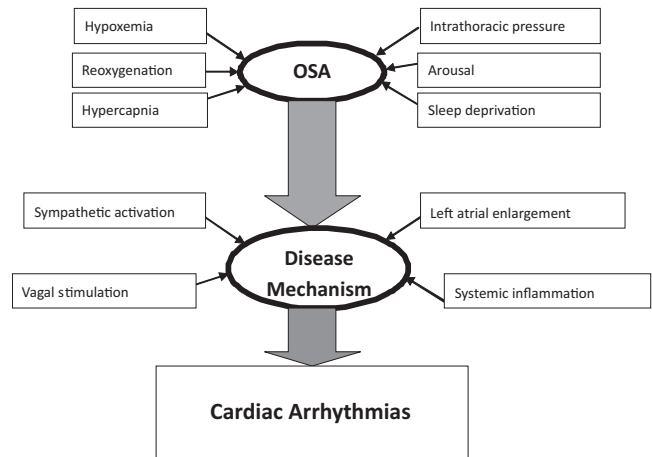 Hypoxemia
Intrathoracic pressure
Reoxygenation
OSA
Arousal
Hypercapnia
Sleep deprivation
Sympathetic activation
Left atrial enlargement
Disease
Mechanism
Vagal stimulation
Systemic inflammation
Cardiac Arrhythmias